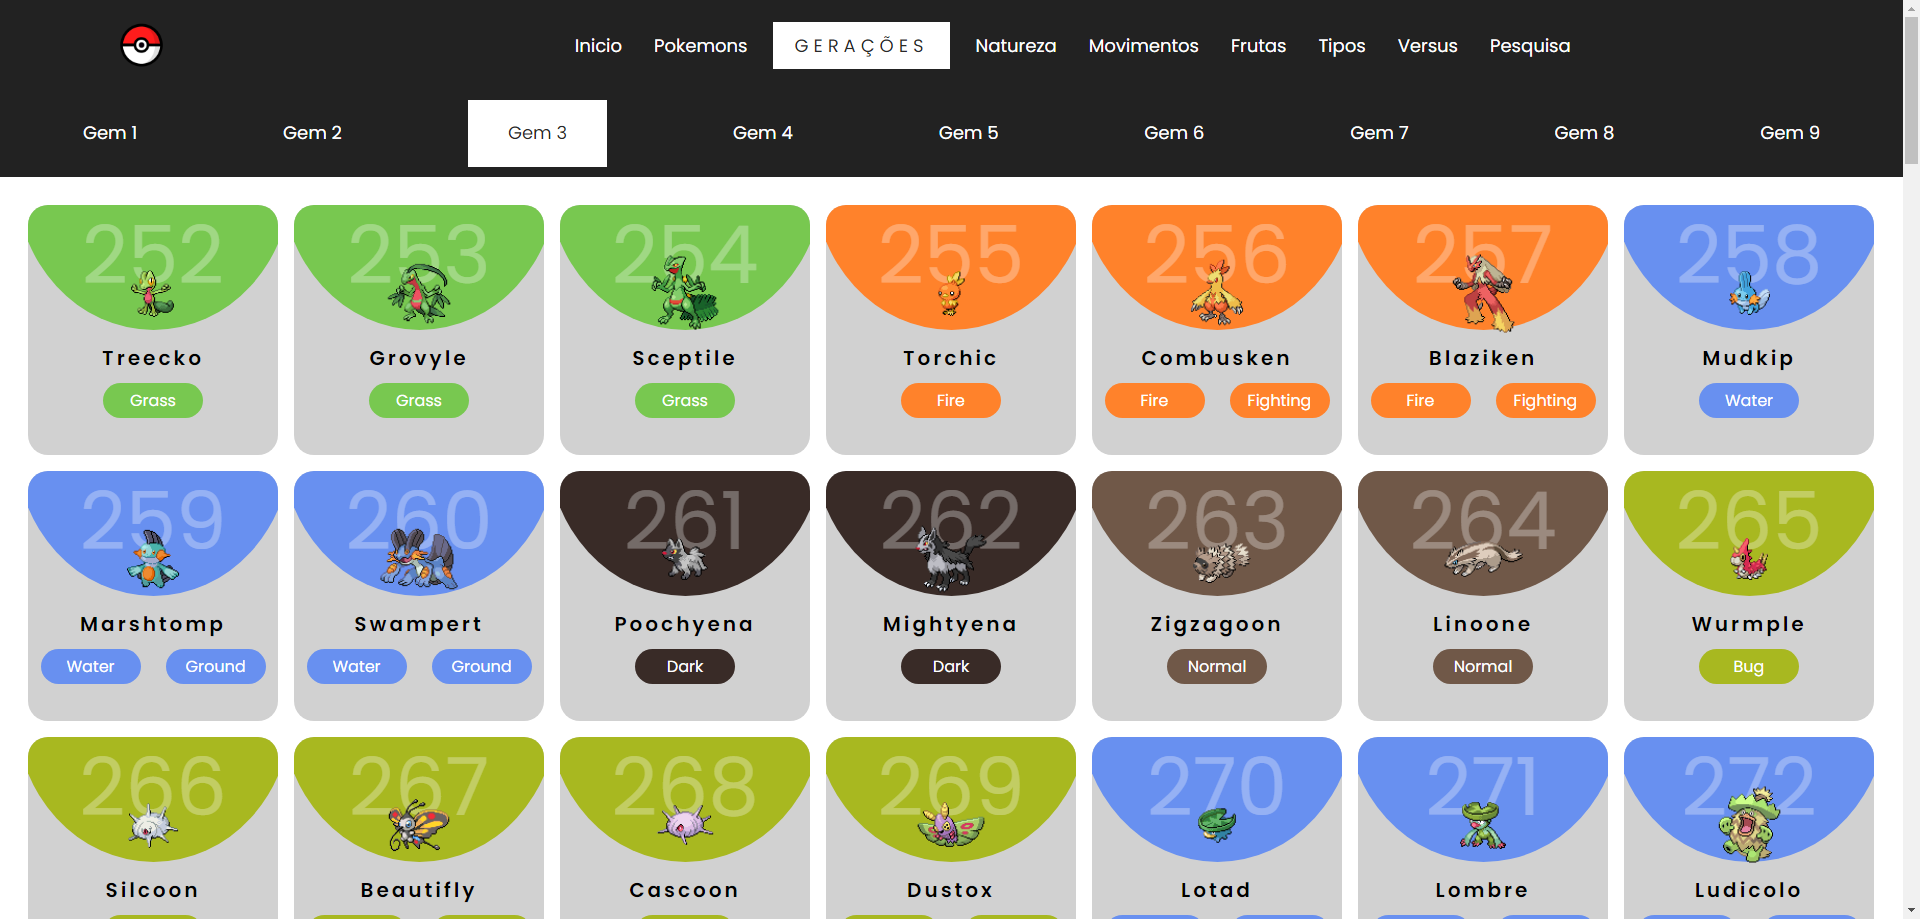 Inicio Pokemons GERAÇÕES Natureza Movimentos Frutas Tipos Versus Pesquisa
Gem 1 Gem 2 Gem 3 Gem 4 Gem 5 Gem 6 Gem 7 Gem 8 Gem 9
252 253 254 255 256 257 258
Treecko Grovyle Sceptile Torchic Combusken Blaziken Mudkip
Grass Grass Grass Fire Fire Fighting Fire Fighting Water
259 260 261 262 263 264 265
Marshtomp Swampert Poochyena Mightyena Zigzagoon Linoone Wurmple
Water Ground Water Ground Dark Dark Normal Normal Bug
266 267 268 269 270 271 272
Silcoon Beautifly Cascoon Dustox Lotad Lombre Ludicolo